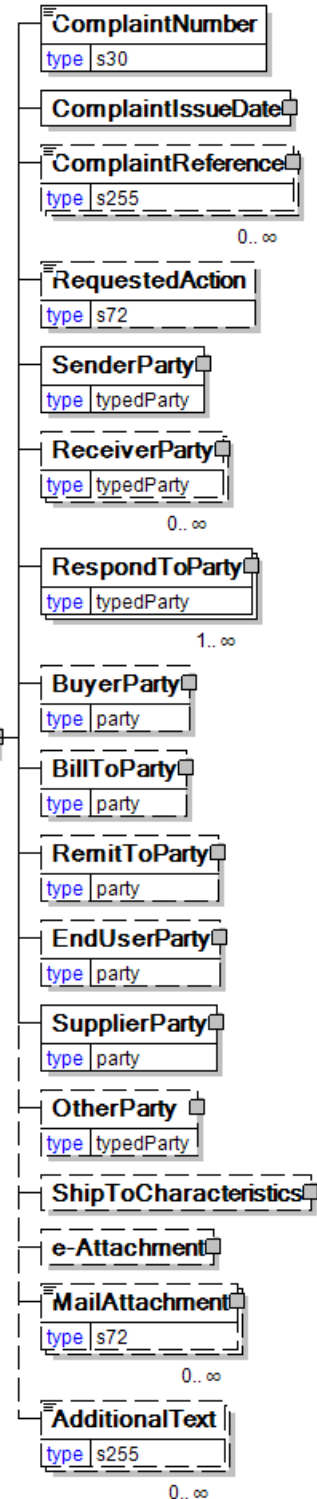 ComplaintNumber
type s30
ComplaintIssueDate
ComplaintReference
type s255
0.. ∞
RequestedAction
type s72
SenderParty
type typedParty
ReceiverParty
type typedParty
0.. ∞
RespondToParty
type typedParty
1.. ∞
BuyerParty
type party
BillToParty
type party
RemitToParty
type party
EndUserParty
type party
SupplierParty
type party
OtherParty
type typedParty
ShipToCharacteristics
e-Attachment
MailAttachment
type s72
0.. ∞
AdditionalText
type s255
0.. ∞